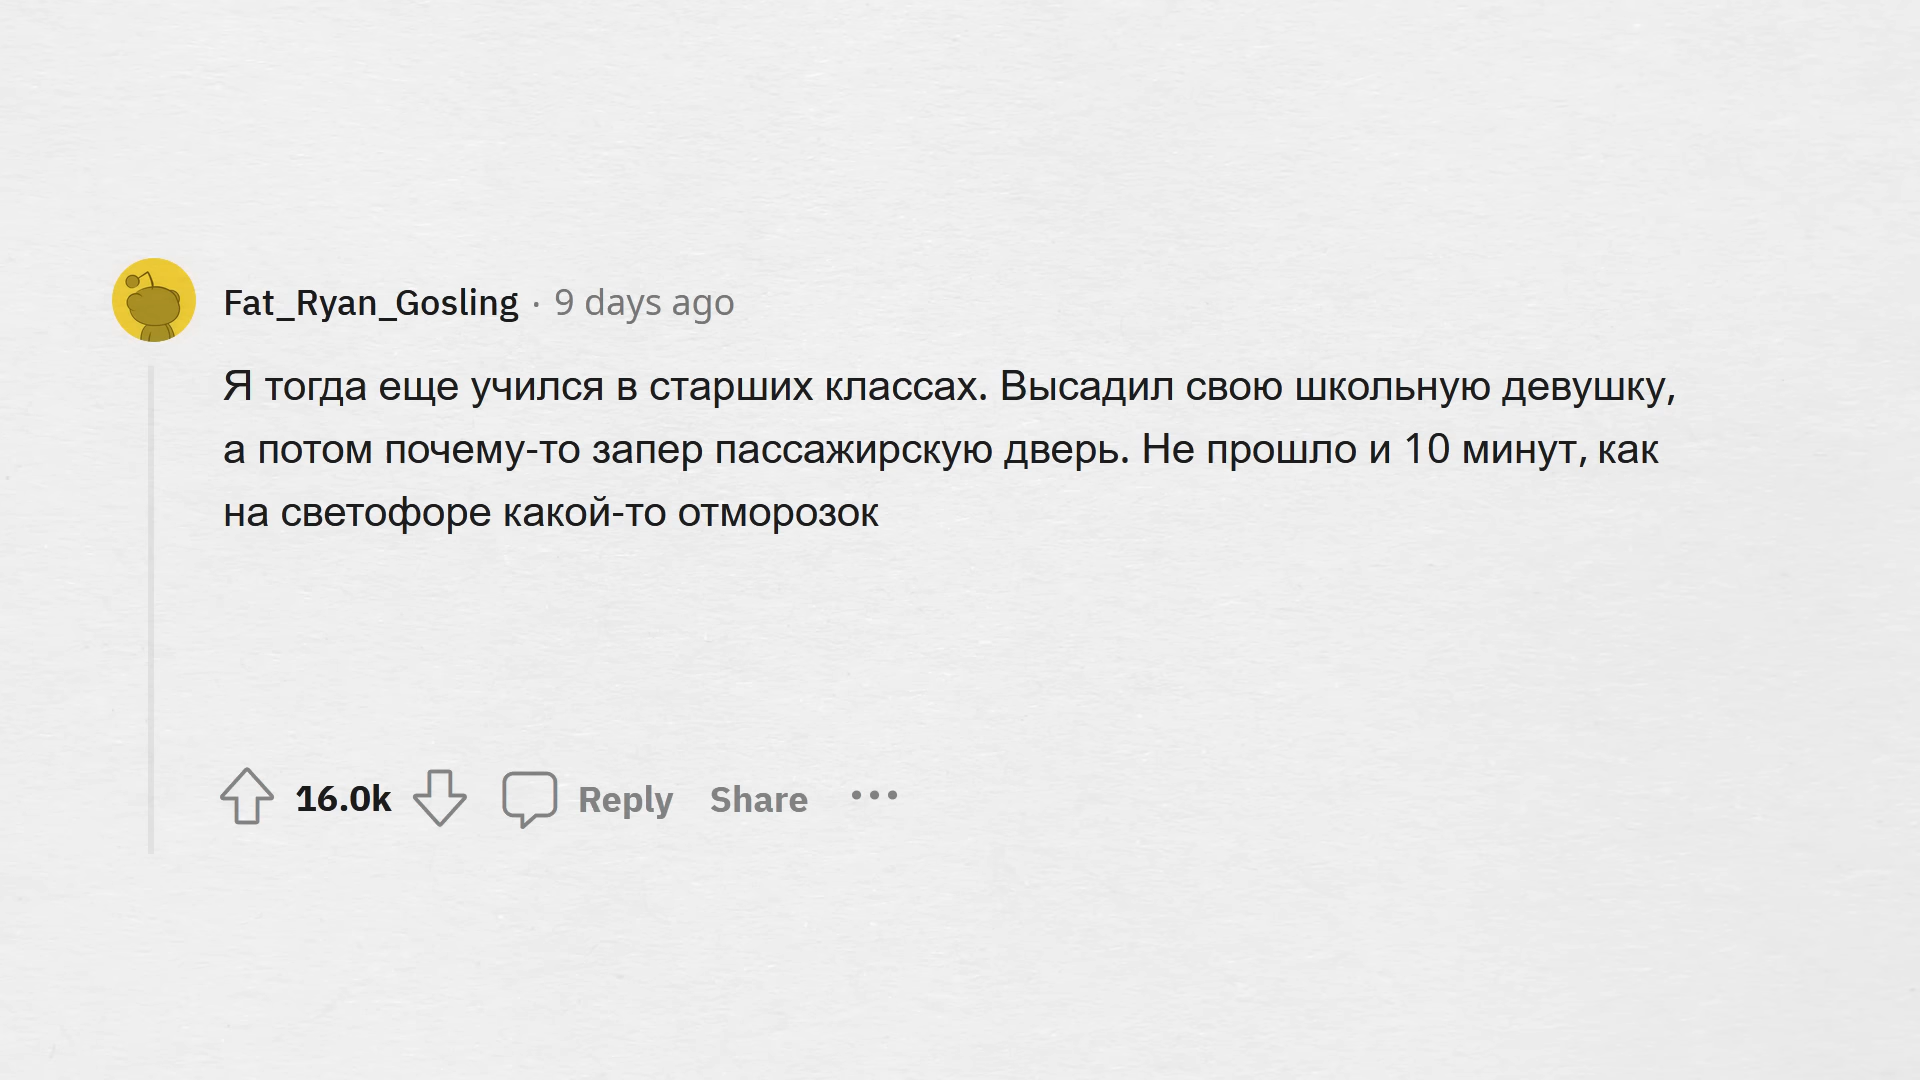 Fat_Ryan_Gosling · 9 days ago
Я тогда еще учился в старших классах. Высадил свою школьную девушку,
а потом почему-то запер пассажирскую дверь. Не прошло и 10 минут, как
на светофоре какой-то отморозок
16.0k Reply Share